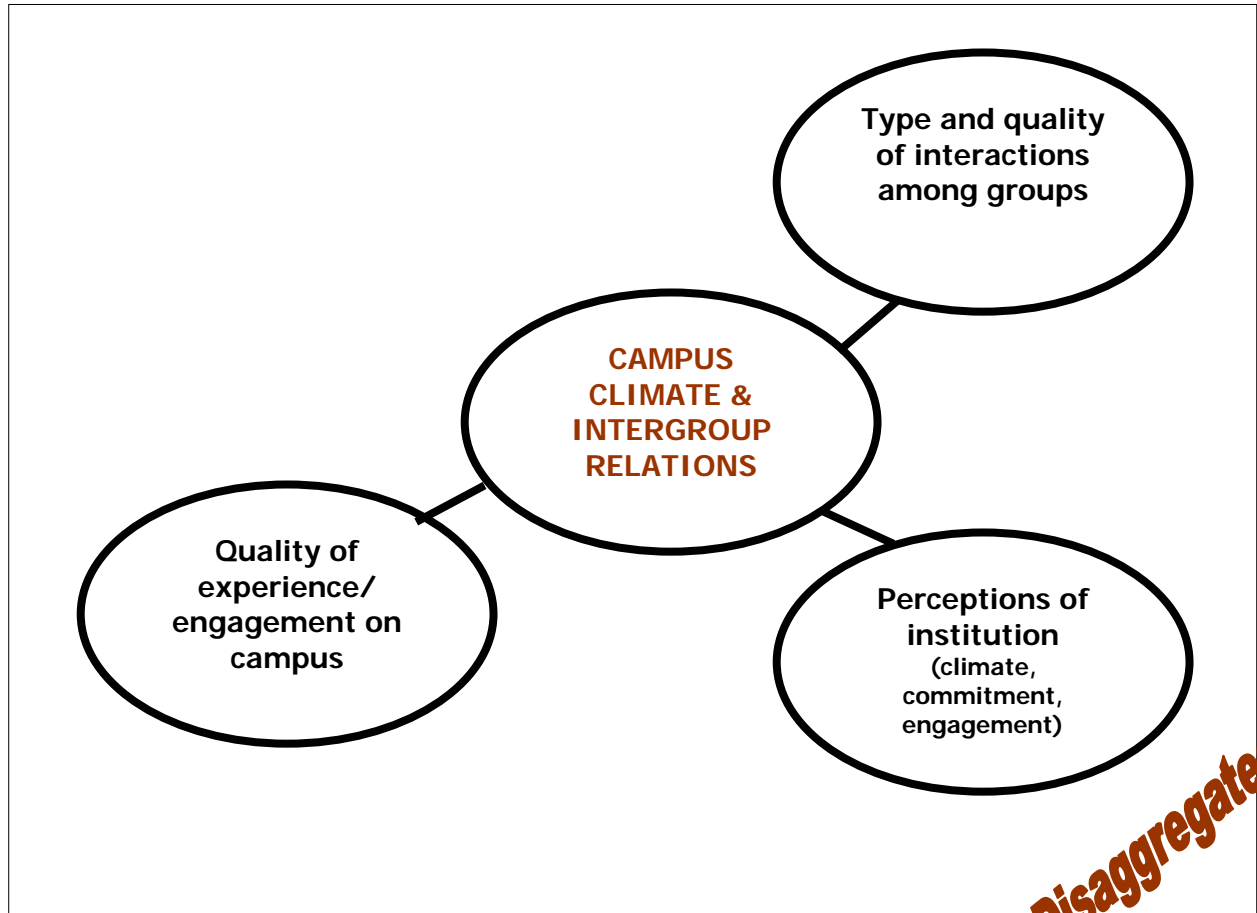 Type and quality
of interactions
among groups
CAMPUS
CLIMATE &
INTERGROUP
RELATIONS
Quality of
experience/
engagement on
campus
Perceptions of
institution
(climate,
commitment,
engagement)
Disaggregate